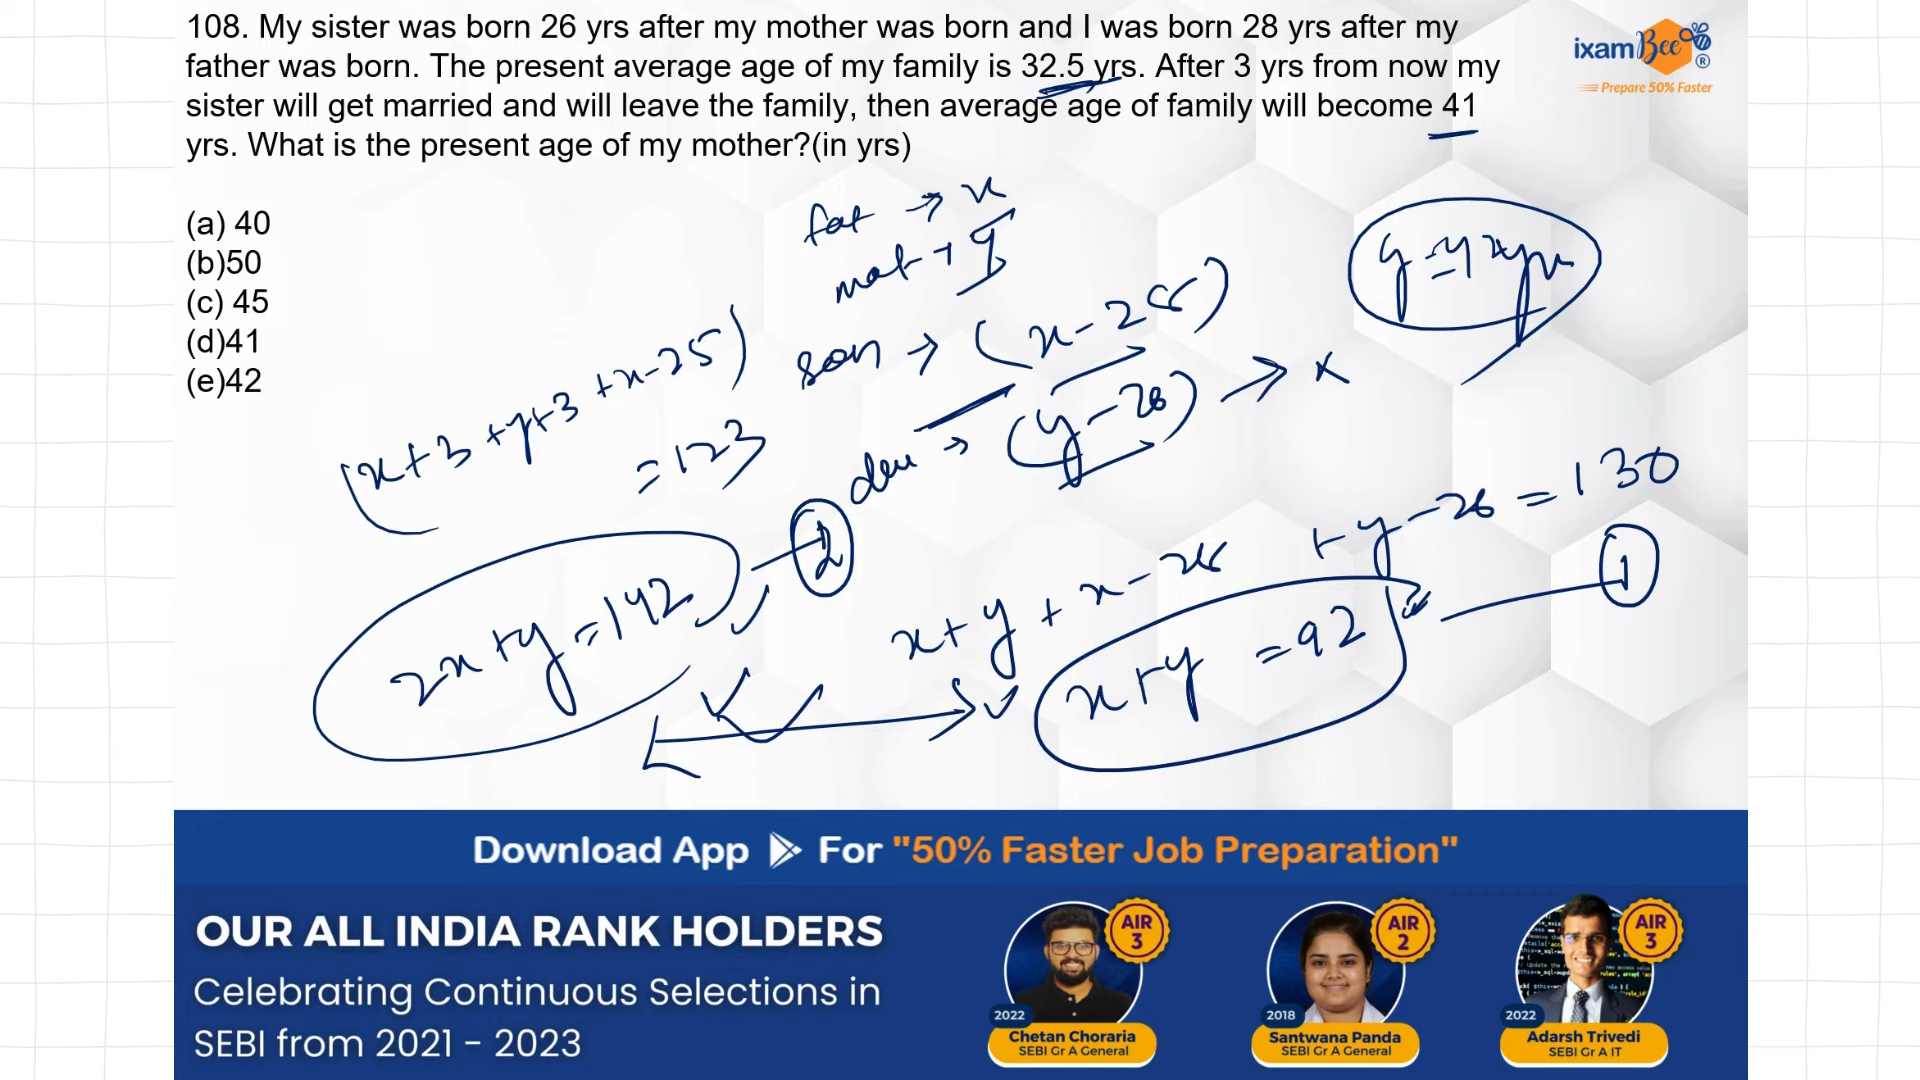 108. My sister was born 26 yrs after my mother was born and I was born 28 yrs after my
father was born. The present average age of my family is 32.5 yrs. After 3 yrs from now my
sister will get married and will leave the family, then average age of family will become 41
yrs. What is the present age of my mother?(in yrs)
ixamBee®
Prepare 50% Faster
(a) 40
(b)50
(c) 45
(d)41
(e)42
fat → x
mot → y
son → (x-28)
(y-26) → x
(x+3 +y+3 +x-25)
=123
2x+y=142
2
x+y + x-28 +y-26 =130
x+y =92
1
Download App For "50% Faster Job Preparation"
OUR ALL INDIA RANK HOLDERS
Celebrating Continuous Selections in
SEBI from 2021 - 2023
AIR
3
2022
Chetan Choraria
SEBI Gr A General
AIR
2
2018
Santwana Panda
SEBI Gr A General
AIR
3
2022
Adarsh Trivedi
SEBI Gr A IT